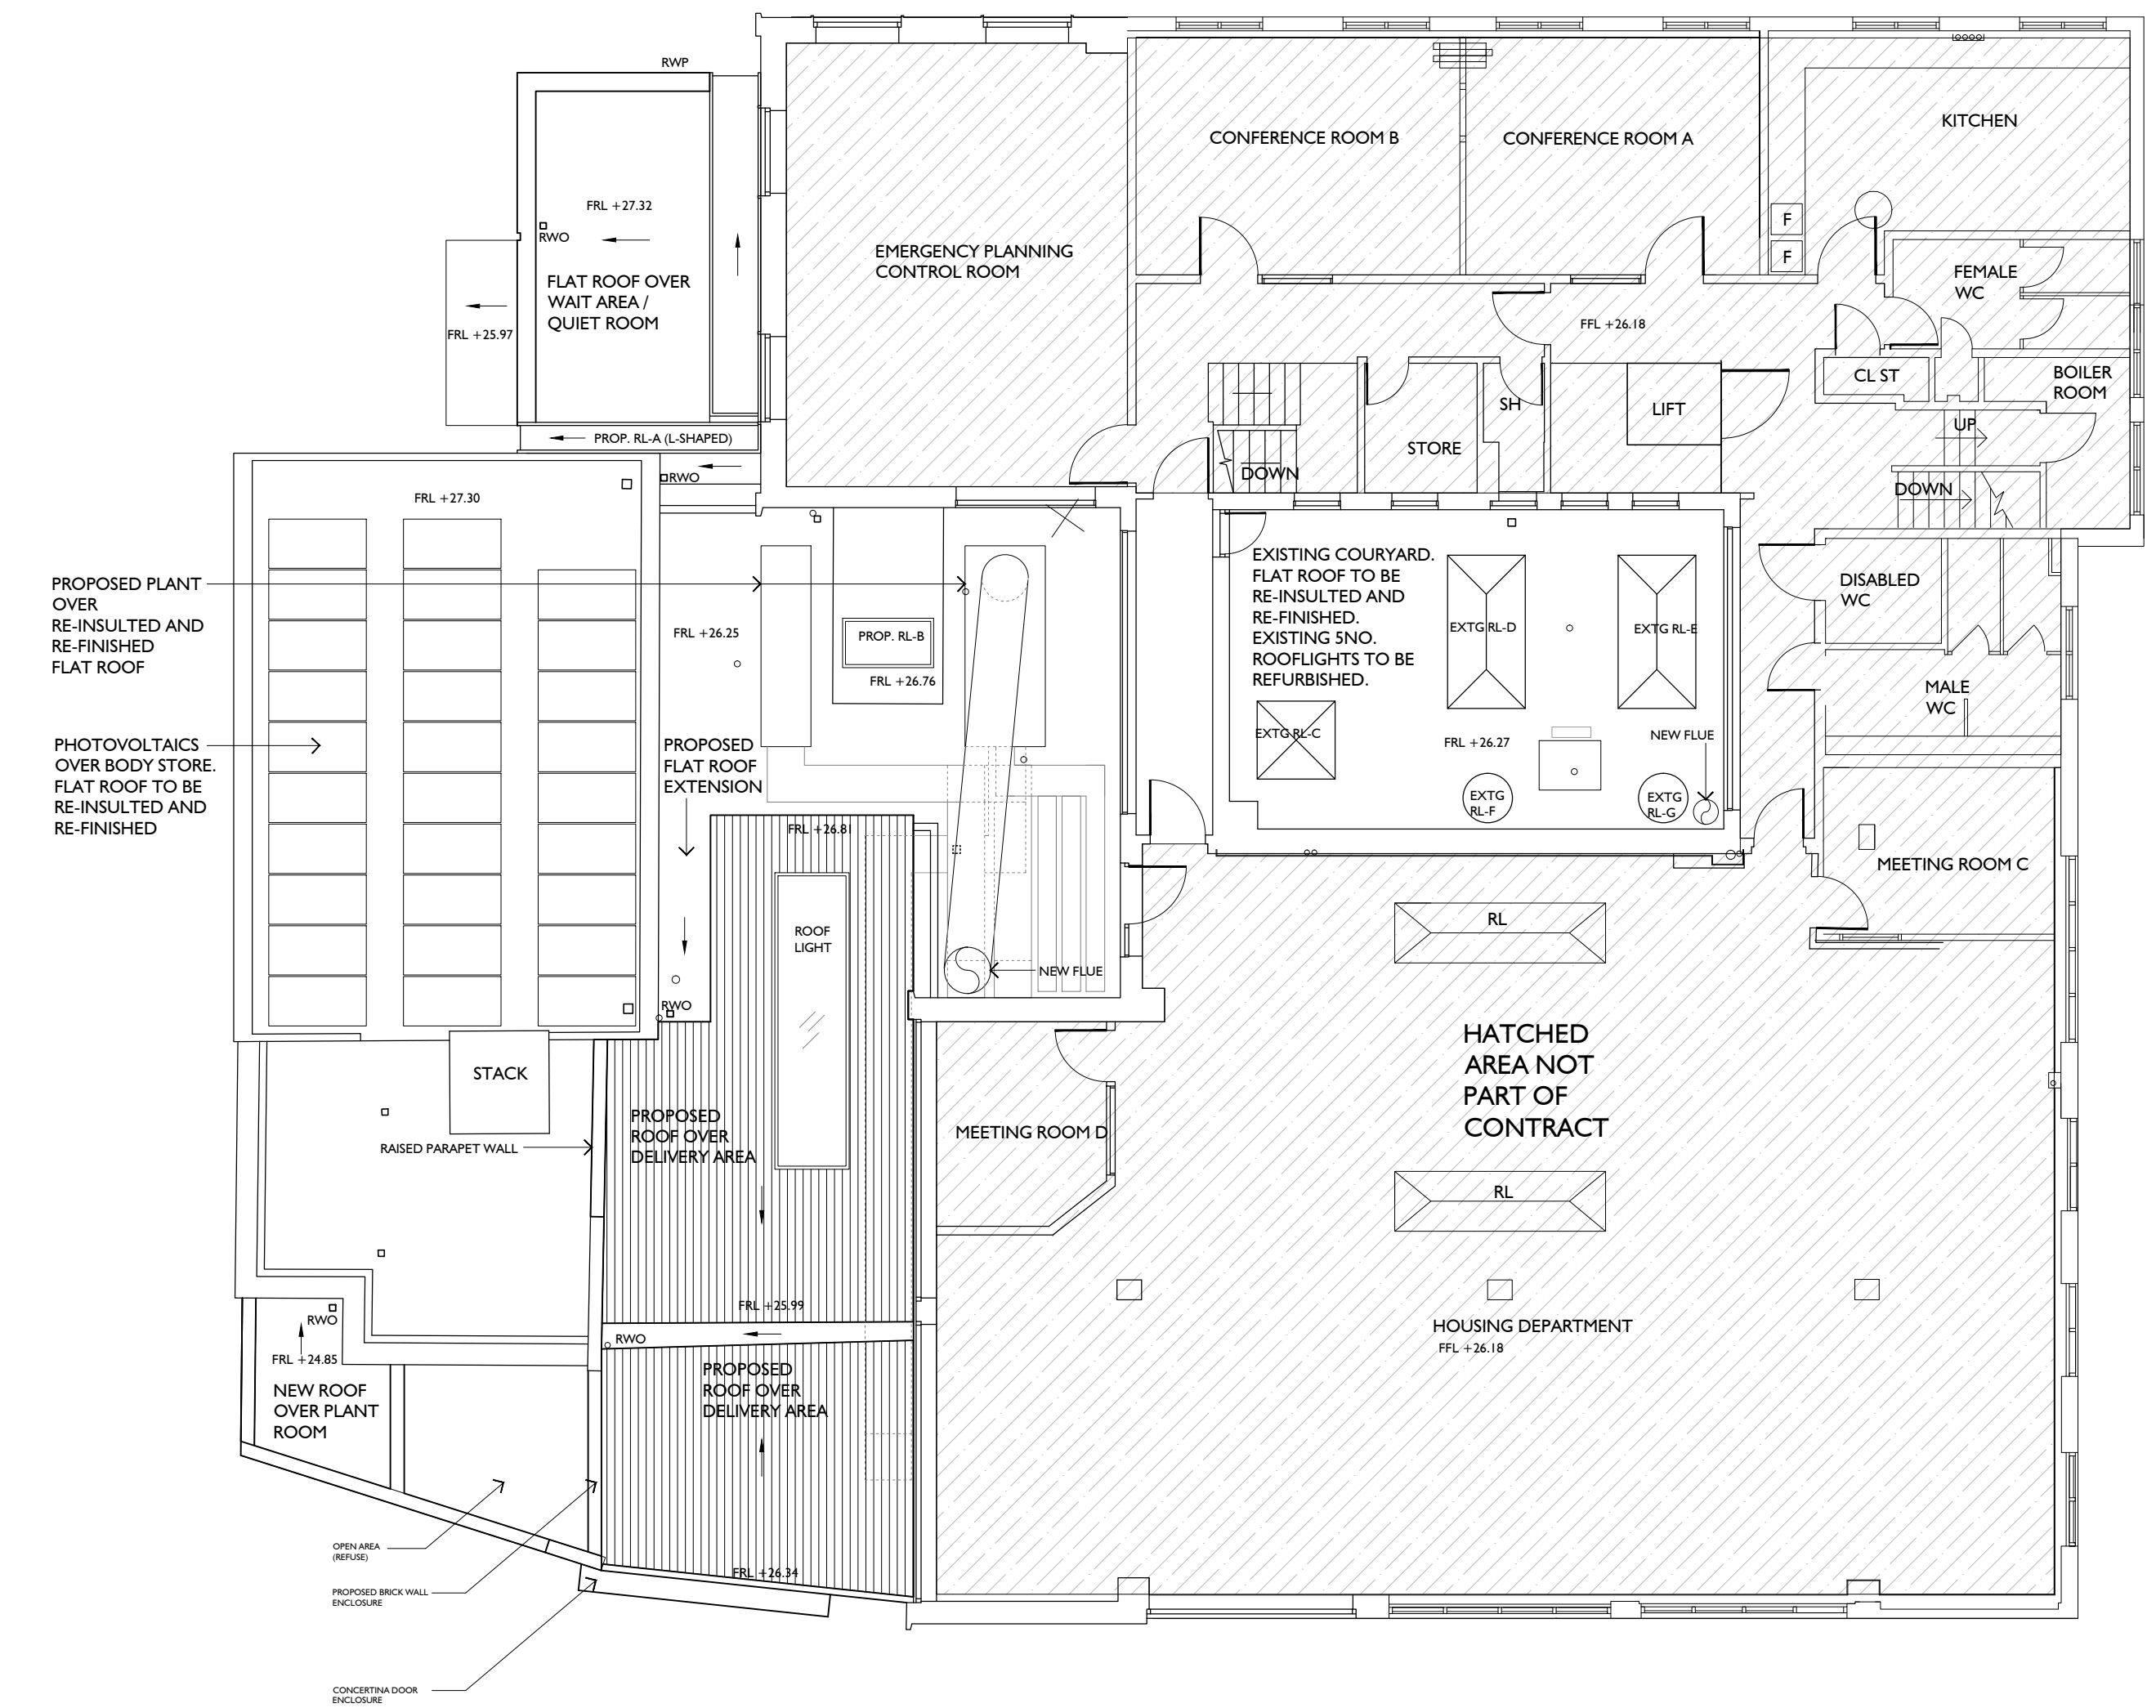 RWP
CONFERENCE ROOM B
CONFERENCE ROOM A
KITCHEN
FRL +27.32
RWO
FLAT ROOF OVER
WAIT AREA /
QUIET ROOM
FRL +25.97
PROP. RL-A (L-SHAPED)
RWO
EMERGENCY PLANNING
CONTROL ROOM
F
F
FEMALE
WC
FFL +26.18
CL ST
BOILER
ROOM
SH
LIFT
STORE
UP
DOWN
DOWN
FRL +27.30
PROPOSED PLANT
OVER
RE-INSULTED AND
RE-FINISHED
FLAT ROOF
FRL +26.25
PROP. RL-B
FRL +26.76
EXISTING COURYARD.
FLAT ROOF TO BE
RE-INSULTED AND
RE-FINISHED.
EXISTING 5NO.
ROOFLIGHTS TO BE
REFURBISHED.
EXTG RL-D
EXTG RL-E
EXTG RL-C
FRL +26.27
NEW FLUE
EXTG
RL-F
EXTG
RL-G
DISABLED
WC
MALE
WC
MEETING ROOM C
PHOTOVOLTAICS
OVER BODY STORE.
FLAT ROOF TO BE
RE-INSULTED AND
RE-FINISHED
PROPOSED
FLAT ROOF
EXTENSION
FRL +26.81
ROOF
LIGHT
NEW FLUE
RWO
RL
HATCHED
AREA NOT
PART OF
CONTRACT
STACK
RAISED PARAPET WALL
PROPOSED
ROOF OVER
DELIVERY AREA
MEETING ROOM D
RL
FRL +25.99
RWO
RWO
FRL +24.85
NEW ROOF
OVER PLANT
ROOM
PROPOSED
ROOF OVER
DELIVERY AREA
HOUSING DEPARTMENT
FFL +26.18
OPEN AREA
(REFUSE)
FRL +26.34
PROPOSED BRICK WALL
ENCLOSURE
CONCERTINA DOOR
ENCLOSURE